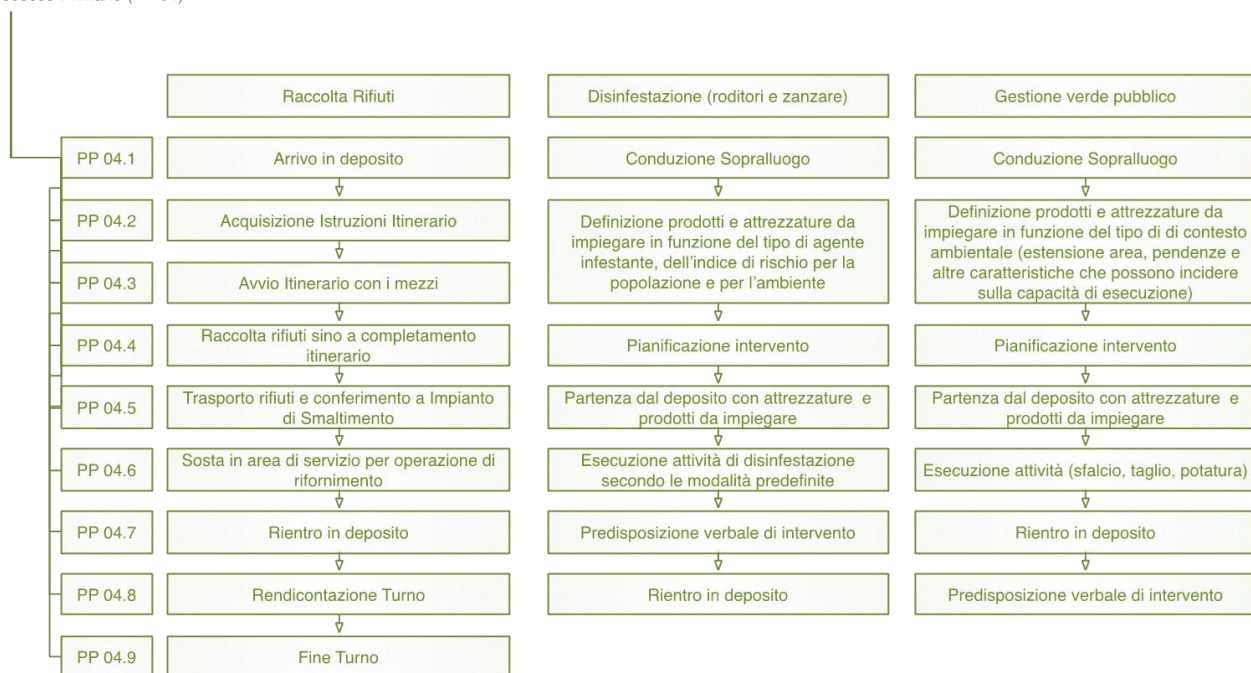 Raccolta Rifiuti
Disinfestazione (roditori e zanzare)
Gestione verde pubblico
PP 04.1
Arrivo in deposito
Conduzione Sopralluogo
Conduzione Sopralluogo
PP 04.2
Acquisizione Istruzioni Itinerario
Definizione prodotti e attrezzature da
impiegare in funzione del tipo di agente
infestante, dell'indice di rischio per la
popolazione e per l'ambiente
Definizione prodotti e attrezzature da
impiegare in funzione del tipo di di contesto
ambientale (estensione area, pendenze e
altre caratteristiche che possono incidere
sulla capacità di esecuzione)
PP 04.3
Avvio Itinerario con i mezzi
PP 04.4
Raccolta rifiuti sino a completamento
itinerario
Pianificazione intervento
Pianificazione intervento
PP 04.5
Trasporto rifiuti e conferimento a Impianto
di Smaltimento
Partenza dal deposito con attrezzature e
prodotti da impiegare
Partenza dal deposito con attrezzature e
prodotti da impiegare
PP 04.6
Sosta in area di servizio per operazione di
rifornimento
Esecuzione attività di disinfestazione
secondo le modalità predefinite
Esecuzione attività (sfalcio, taglio, potatura)
PP 04.7
Rientro in deposito
Predisposizione verbale di intervento
Rientro in deposito
PP 04.8
Rendicontazione Turno
Rientro in deposito
Predisposizione verbale di intervento
PP 04.9
Fine Turno